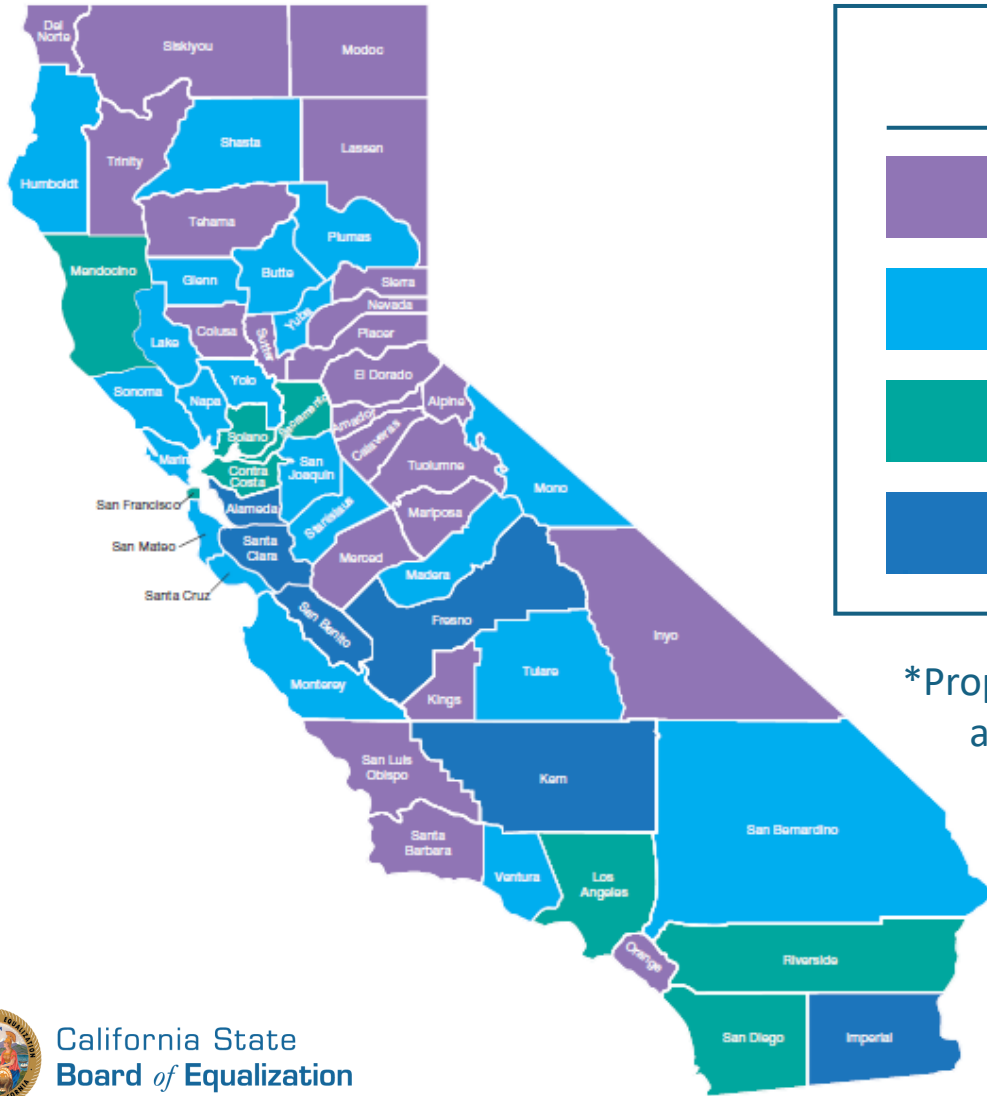 Del
Norte
Siskiyou
Modoc
Humboldt
Trinity
Shasta
Lassen
Tehama
Plumas
Mendocino
Glenn
Butte
Sierra
Nevada
Yuba
Placer
Colusa
Sutter
Lake
El Dorado
Sonoma
Yolo
Napa
Alpine
Sacramento
Amador
Solano
Calaveras
Marin
San
Joaquin
Tuolumne
Contra
Costa
Mono
San Francisco
Alameda
Stanislaus
Mariposa
San Mateo
Santa
Clara
Merced
Madera
Santa Cruz
San Benito
Fresno
Inyo
Tulare
Monterey
Kings
San Luis
Obispo
Kern
San Bernardino
Santa
Barbara
Ventura
Los
Angeles
Orange
Riverside
San Diego
Imperial
*Prop
a
California State
Board of Equalization